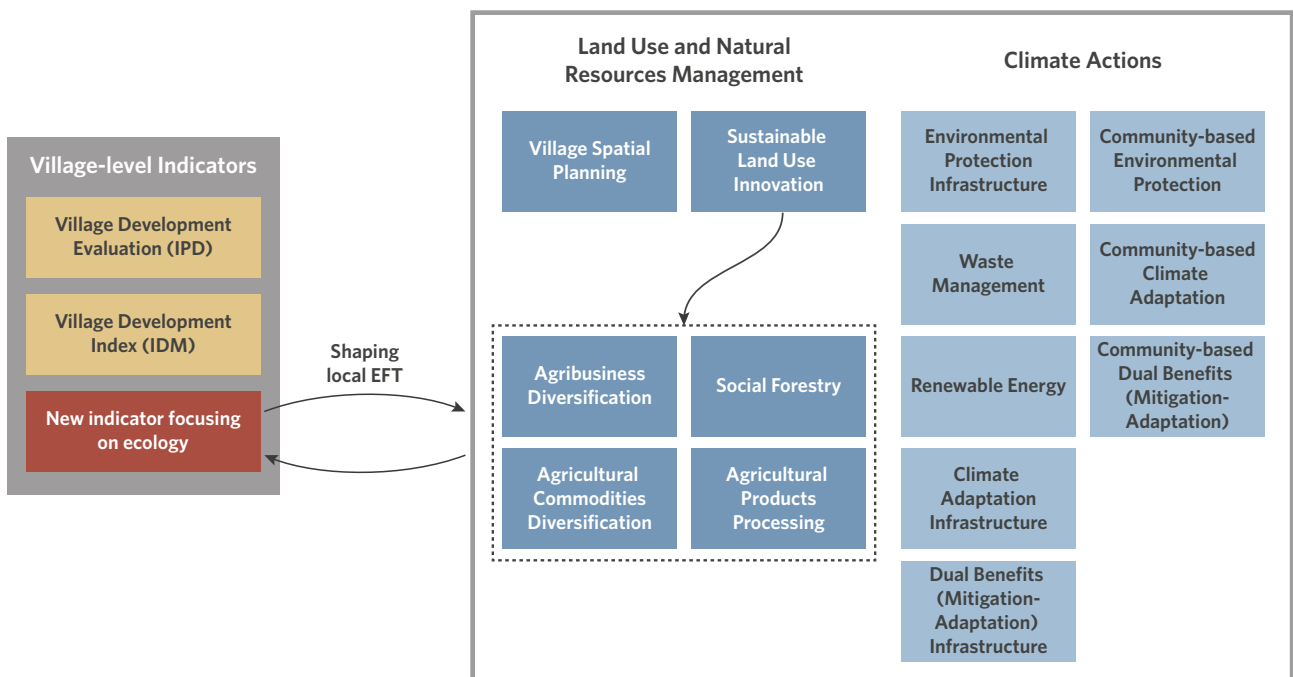 Village-level Indicators
Village Development
Evaluation (IPD)
Village Development
Index (IDM)
New indicator focusing
on ecology
Shaping
local EFT
Land Use and Natural
Resources Management
Village Spatial
Planning
Sustainable
Land Use
Innovation
Agribusiness
Diversification
Social Forestry
Agricultural
Commodities
Diversification
Agricultural
Products
Processing
Climate Actions
Environmental
Protection
Infrastructure
Community-based
Environmental
Protection
Waste
Management
Community-based
Climate
Adaptation
Renewable Energy
Community-based
Dual Benefits
(Mitigation-
Adaptation)
Climate
Adaptation
Infrastructure
Dual Benefits
(Mitigation-
Adaptation)
Infrastructure